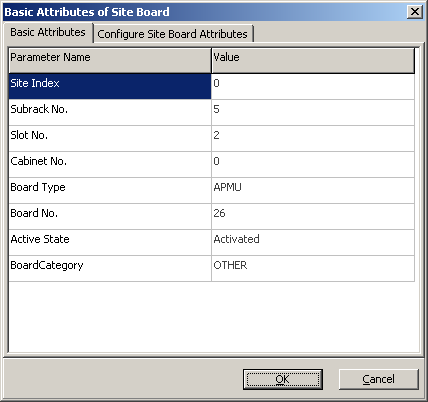 Basic Attributes of Site Board
Basic Attributes Configure Site Board Attributes
Parameter Name Value
Site Index 0
Subrack No. 5
Slot No. 2
Cabinet No. 0
Board Type APMU
Board No. 26
Active State Activated
BoardCategory OTHER
OK Cancel